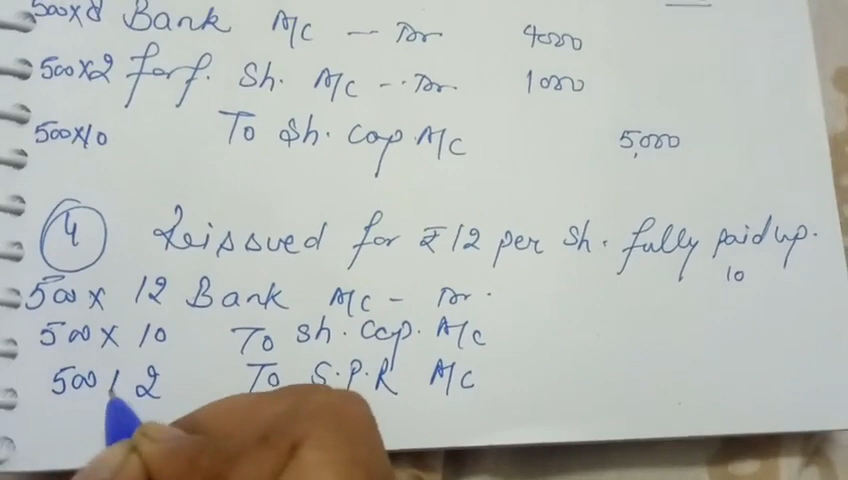 500x8 Bank A/c — Dr 4000
500x2 forf. Sh. A/c -- Dr. 1000
500x10 To Sh. Cap A/c 5,000
4 Reissued for ₹12 per sh. fully paid up.
10
500 x 12 Bank A/c - Dr.
500 x 10 To Sh. Cap. A/c
500 / 2 To S.P.R A/c